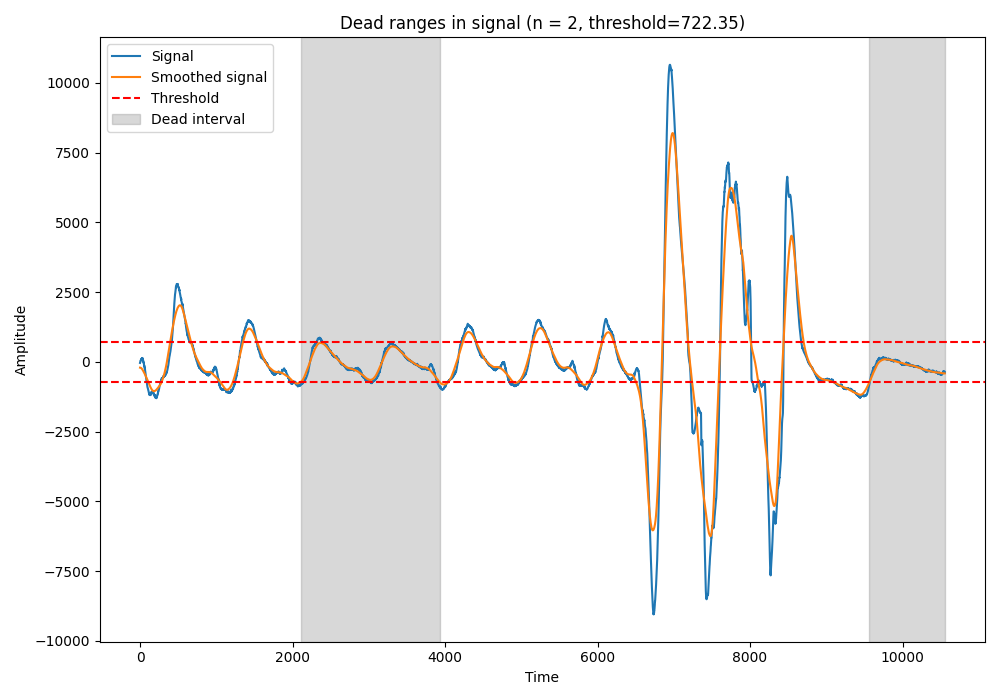 Dead ranges in signal (n = 2, threshold=722.35)
Signal
Smoothed signal
Threshold
Dead interval
Amplitude
10000
7500
5000
2500
0
−2500
−5000
−7500
−10000
0
2000
4000
6000
8000
10000
Time